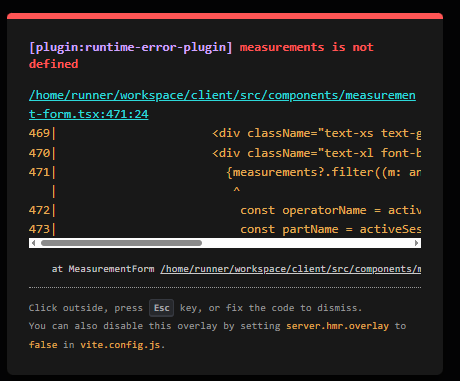 [plugin:runtime-error-plugin] measurements is not
defined
/home/runner/workspace/client/src/components/measuremen
t-form.tsx:471:24
469| <div className="text-xs text-g
470| <div className="text-xl font-b
471| {measurements?.filter((m: an
| ^
472| const operatorName = activ
473| const partName = activeSes
at MeasurementForm /home/runner/workspace/client/src/components/m
Click outside, press Esc key, or fix the code to dismiss.
You can also disable this overlay by setting server.hmr.overlay to
false in vite.config.js.